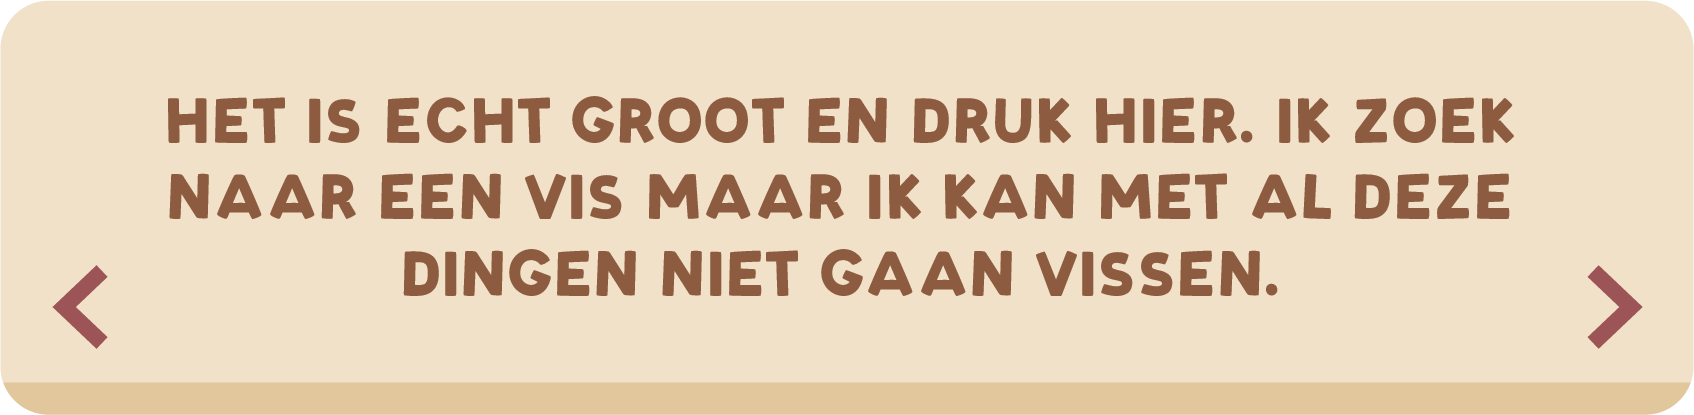 HET IS ECHT GROOT EN DRUK HIER. IK ZOEK
NAAR EEN VIS MAAR IK KAN MET AL DEZE
DINGEN NIET GAAN VISSEN.